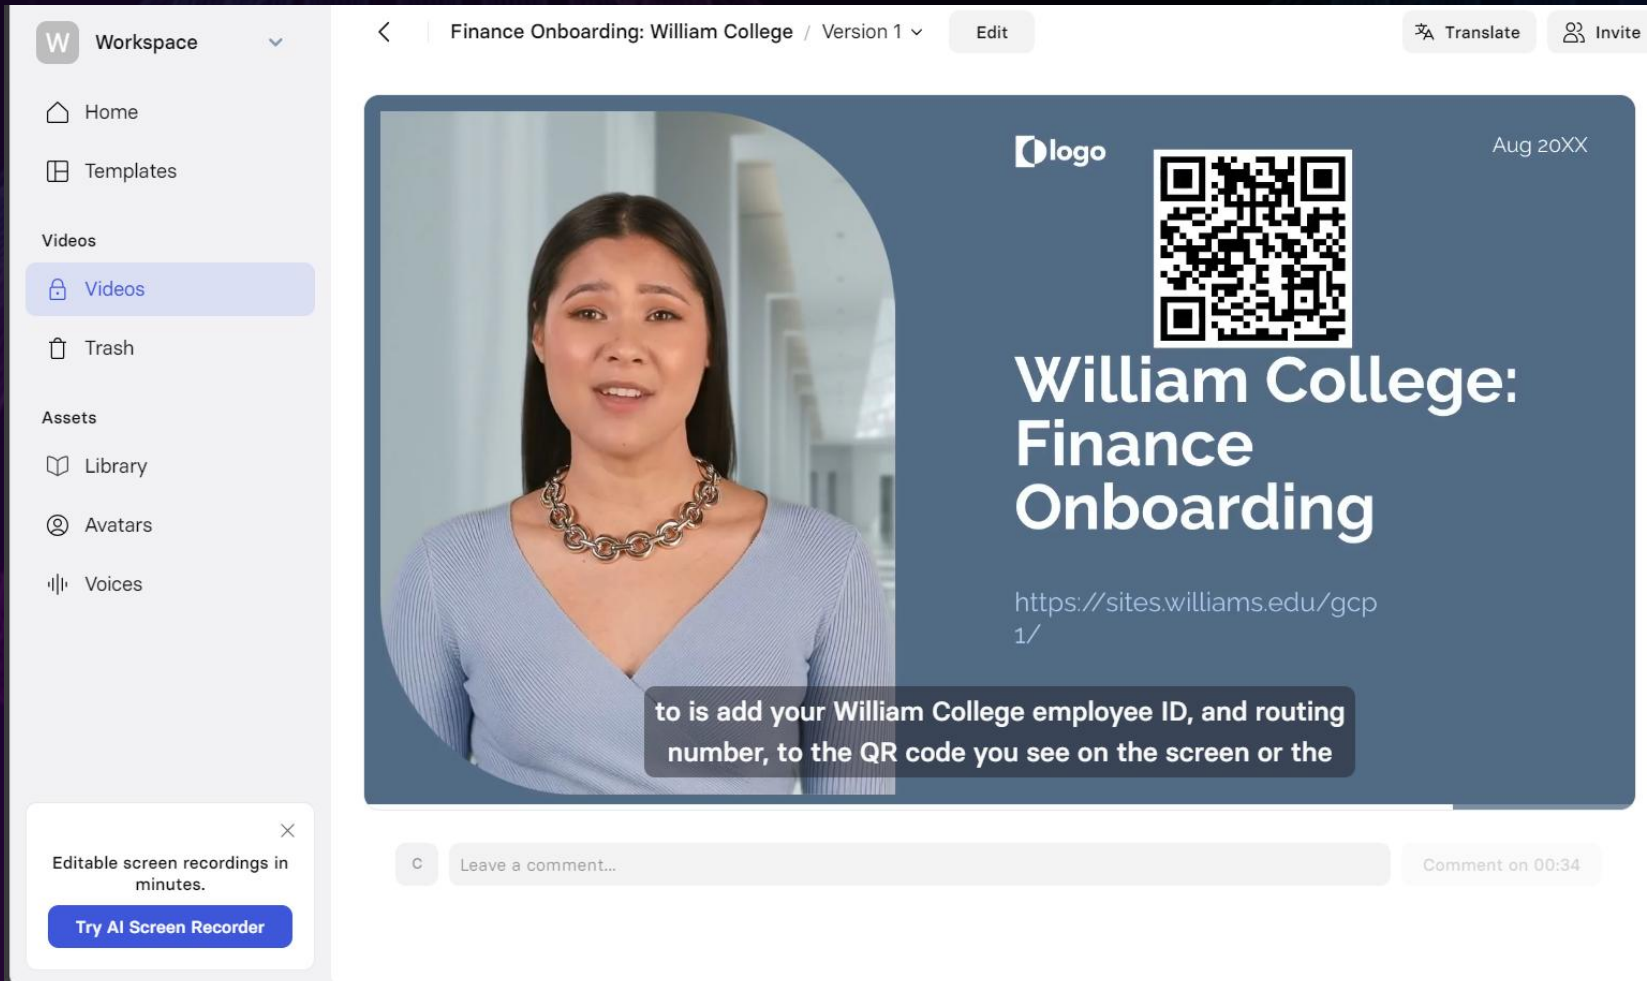 W Workspace
Home
Templates
Videos
Videos
Trash
Assets
Library
Avatars
Voices
Editable screen recordings in
minutes.
Try AI Screen Recorder
Finance Onboarding: William College / Version 1
Edit
Translate
Invite
logo
Aug 20XX
William College:
Finance
Onboarding
https://sites.williams.edu/gcp
1/
to is add your William College employee ID, and routing
number, to the QR code you see on the screen or the
C
Leave a comment...
Comment on 00:34